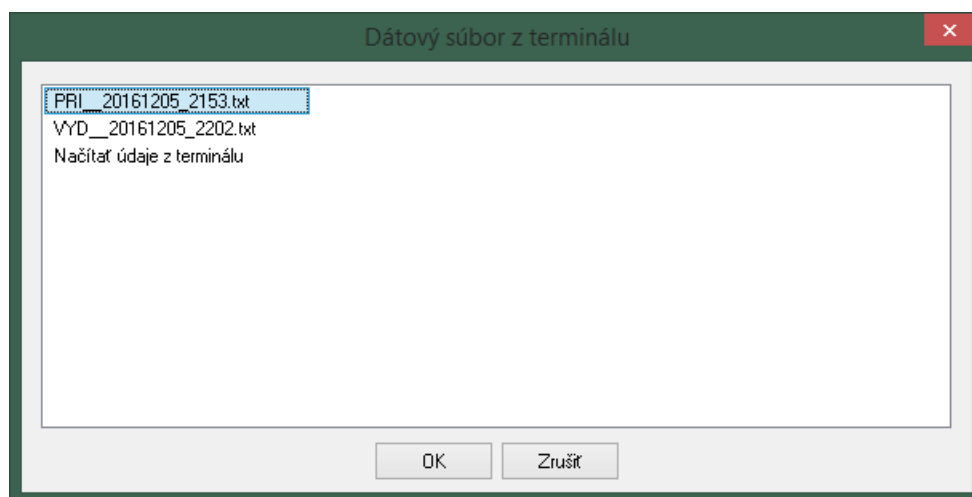 Dátový súbor z terminálu
PRI__20161205_2153.txt
VYD__20161205_2202.txt
Načítať údaje z terminálu
OK
Zrušiť